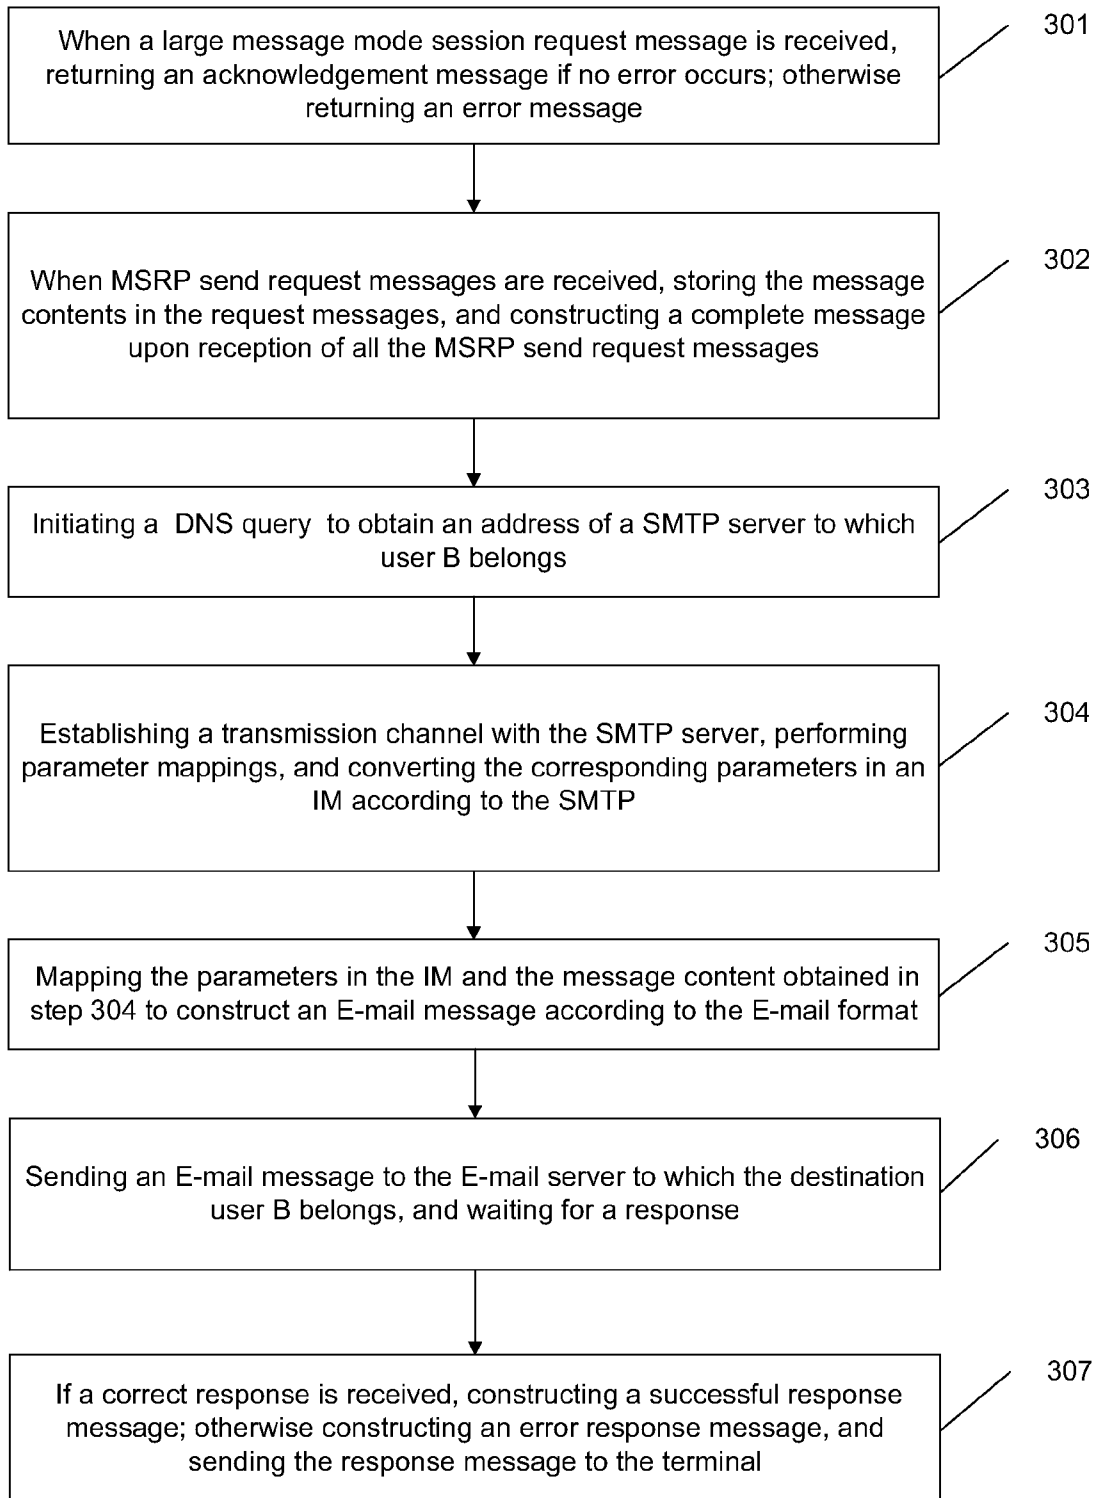 301
When a large message mode session request message is received,
returning an acknowledgement message if no error occurs; otherwise
returning an error message
302
When MSRP send request messages are received, storing the message
contents in the request messages, and constructing a complete message
upon reception of all the MSRP send request messages
303
Initiating a DNS query to obtain an address of a SMTP server to which
user B belongs
304
Establishing a transmission channel with the SMTP server, performing
parameter mappings, and converting the corresponding parameters in an
IM according to the SMTP
305
Mapping the parameters in the IM and the message content obtained in
step 304 to construct an E-mail message according to the E-mail format
306
Sending an E-mail message to the E-mail server to which the destination
user B belongs, and waiting for a response
307
If a correct response is received, constructing a successful response
message; otherwise constructing an error response message, and
sending the response message to the terminal